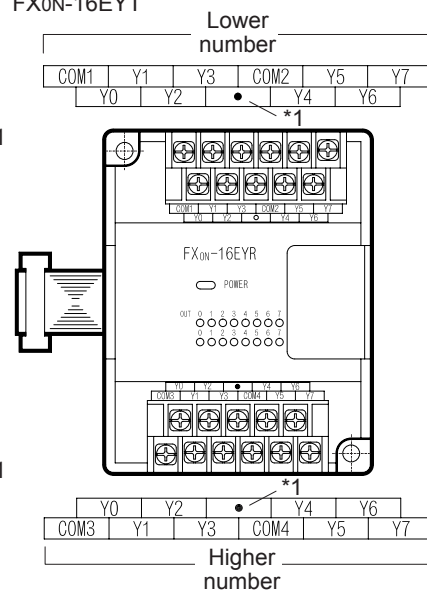 FX0N-16EYT
Lower
number
COM1 Y1 Y3 COM2 Y5 Y7
Y0 Y2 • Y4 Y6
*1
COM1 Y1 Y3 COM2 Y5 Y7
Y0 Y2 Y4 Y6
FX0N-16EYR
POWER
OUT 0 1 2 3 4 5 6 7
0 1 2 3 4 5 6 7
Y0 Y2 • Y4 Y6
COM3 Y1 Y3 COM4 Y5 Y7
*1
Y0 Y2 • Y4 Y6
COM3 Y1 Y3 COM4 Y5 Y7
Higher
number